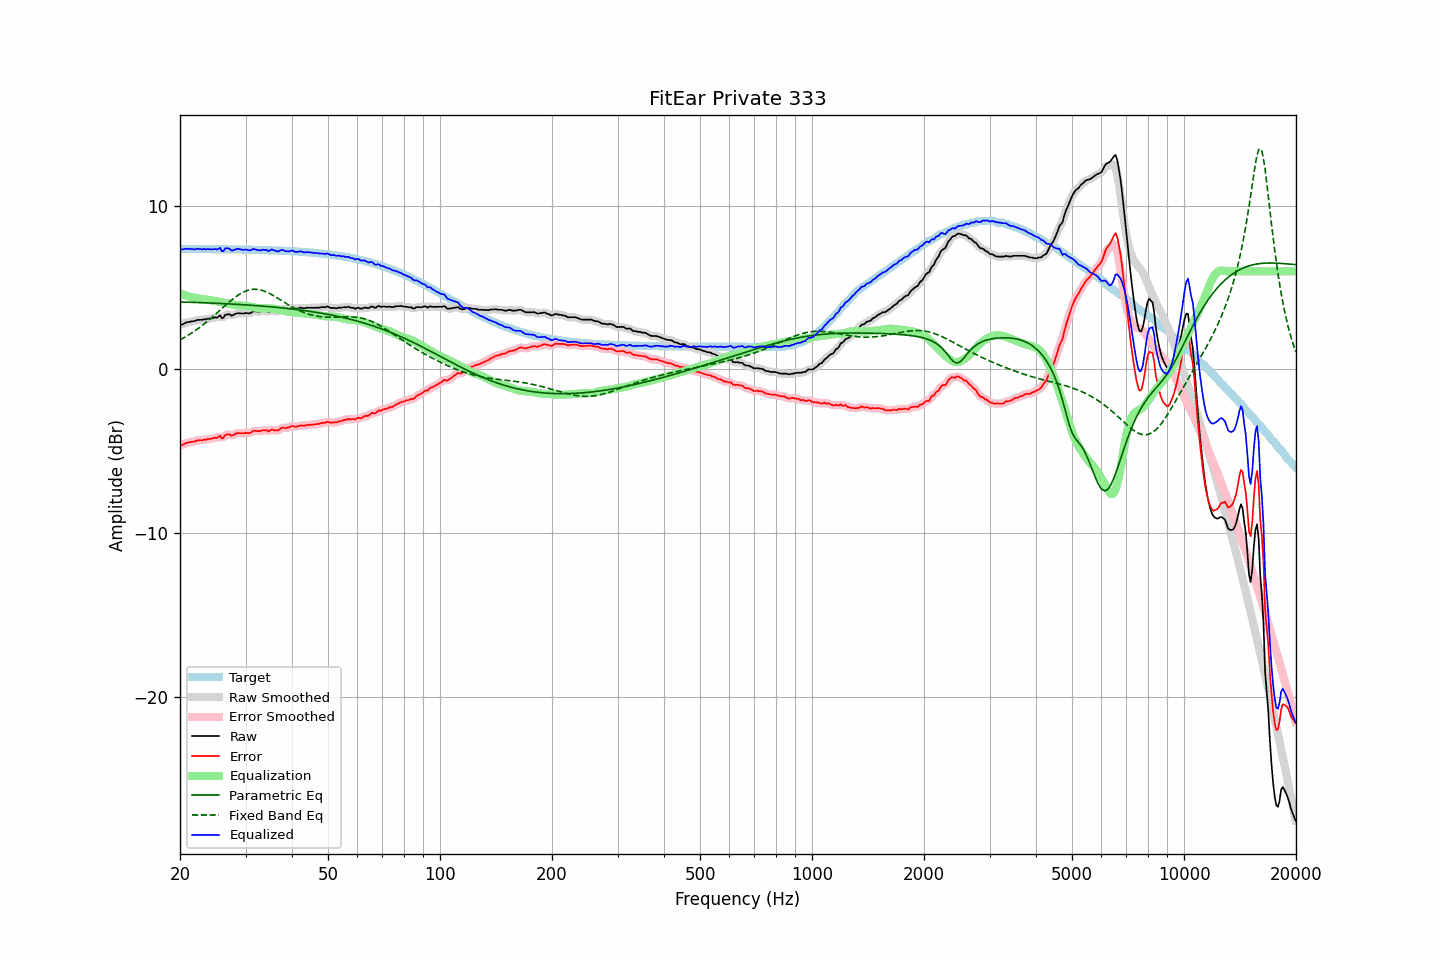 FitEar Private 333
10
0
−10
−20
Amplitude (dBr)
20
50
100
200
500
1000
2000
5000
10000
20000
Frequency (Hz)
Target
Raw Smoothed
Error Smoothed
Raw
Error
Equalization
Parametric Eq
Fixed Band Eq
Equalized